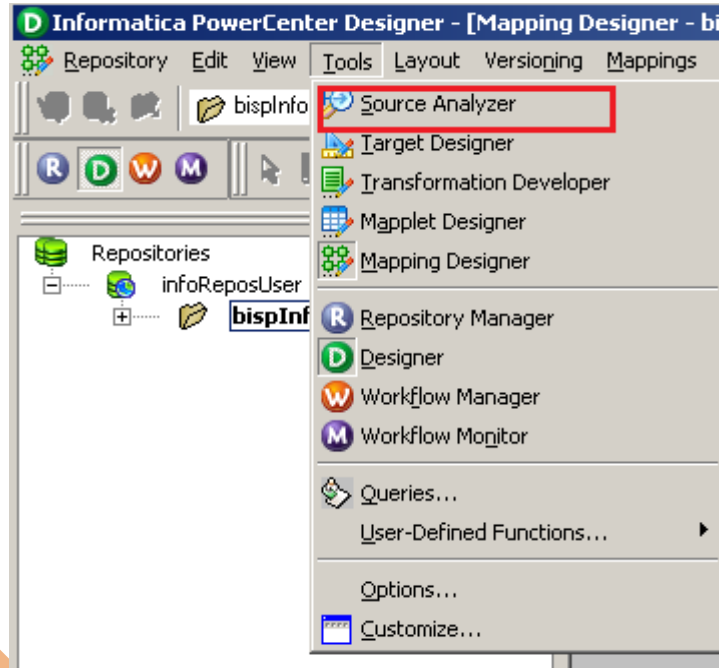 Informatica PowerCenter Designer - [Mapping Designer - bi
Repository Edit View Tools Layout Versioning Mappings
bispInfo
Source Analyzer
Target Designer
Transformation Developer
Mapplet Designer
Mapping Designer
R D W M
Repositories
infoReposUser
bispInf
R Repository Manager
D Designer
W Workflow Manager
M Workflow Monitor
Queries...
User-Defined Functions...
Options...
Customize...